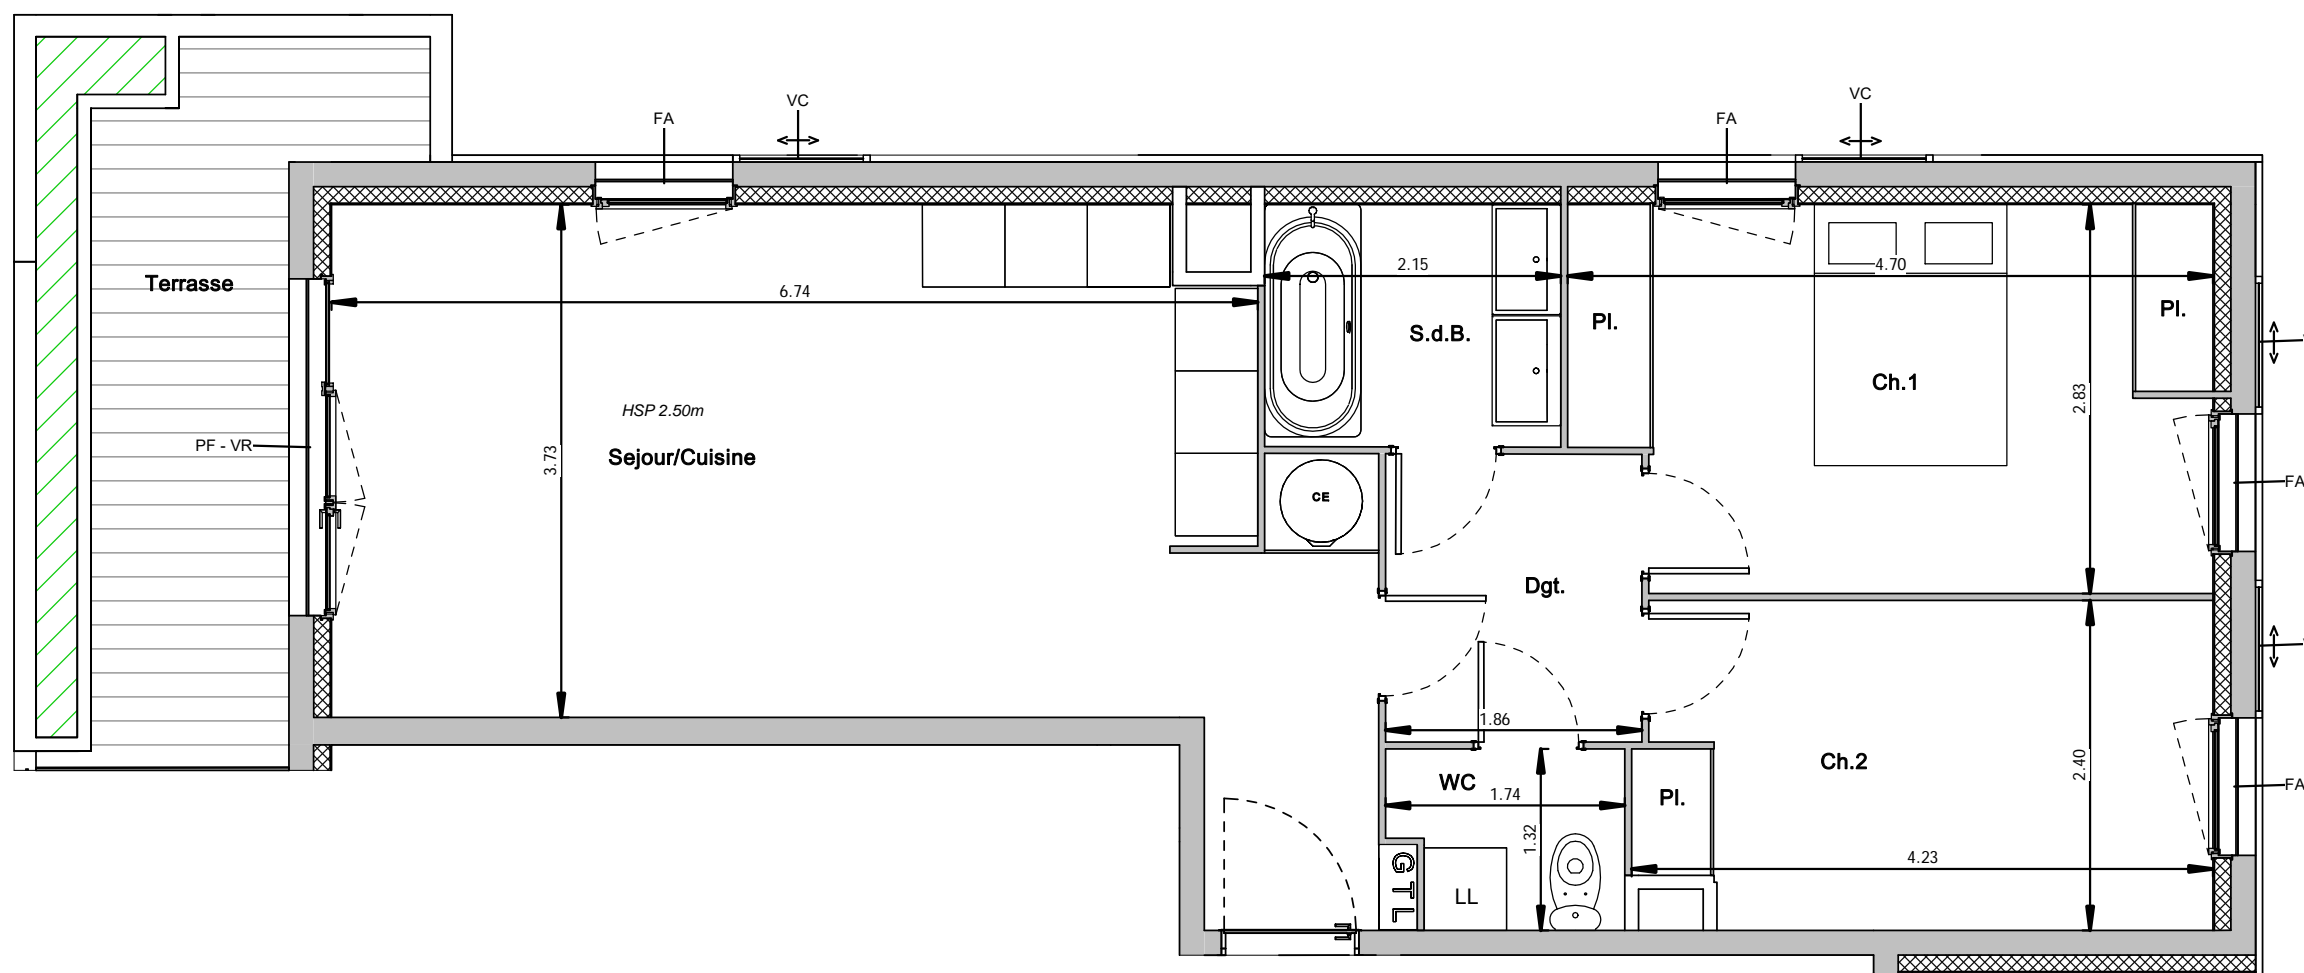 VC
FA
FA
VC
Terrasse
6.74
2.15
4.70
S.d.B.
Pl.
Pl.
Ch.1
HSP 2.50m
2.83
PF - VR
3.73
Sejour/Cuisine
CE
FA
Dgt.
1.86
WC
1.74
Pl.
Ch.2
2.40
FA
1.32
4.23
GTL
LL